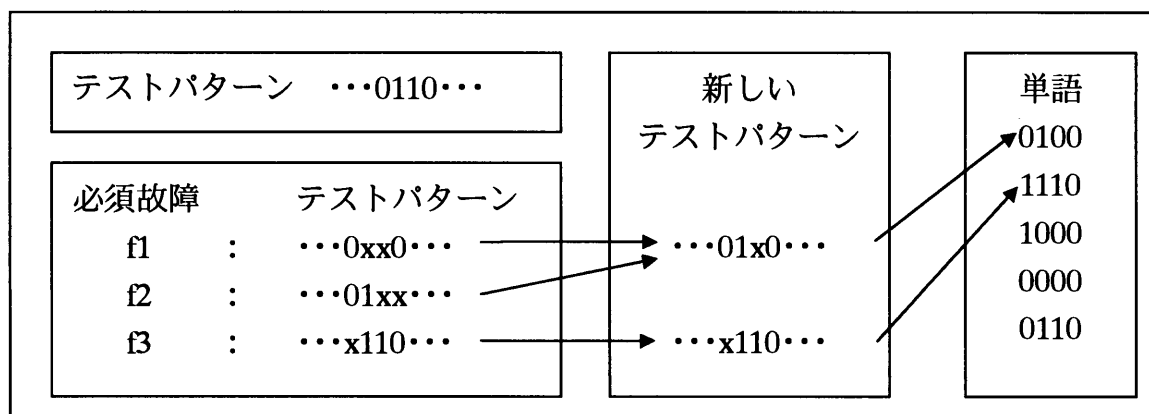 テストパターン ・・・0110・・・
必須故障 テストパターン
f1 : ・・・0xx0・・・
f2 : ・・・01xx・・・
f3 : ・・・x110・・・
新しい
テストパターン
・・・01x0・・・
・・・x110・・・
単語
0100
1110
1000
0000
0110